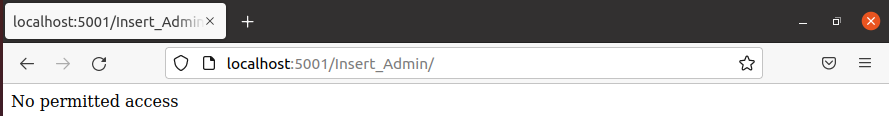 localhost:5001/Insert_Admin
localhost:5001/Insert_Admin/
No permitted access